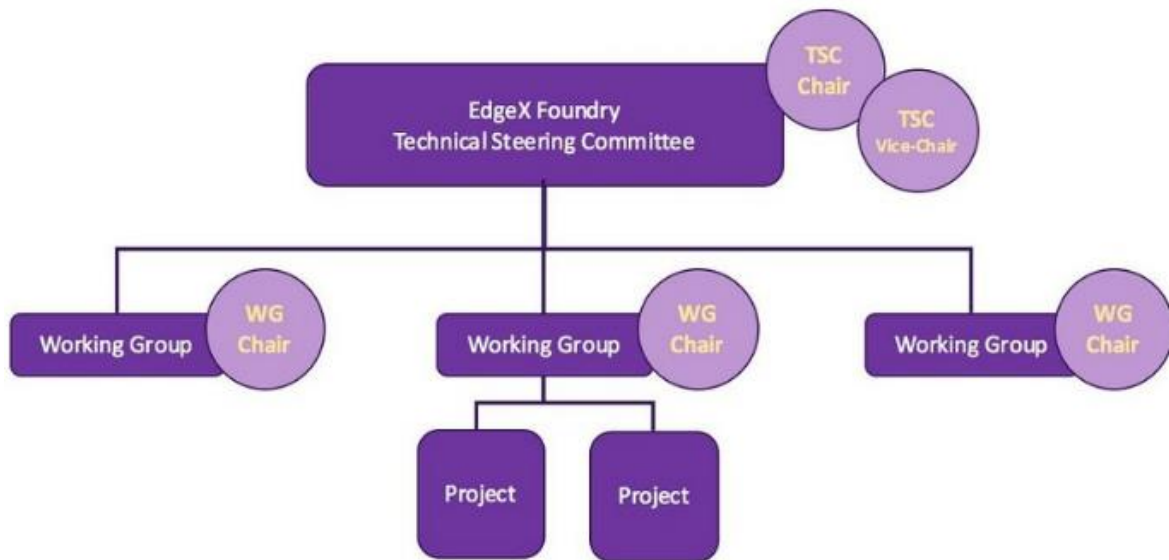 TSC
Chair
EdgeX Foundry
Technical Steering Committee
TSC
Vice-Chair
Working Group
WG
Chair
Working Group
WG
Chair
Working Group
WG
Chair
Project
Project